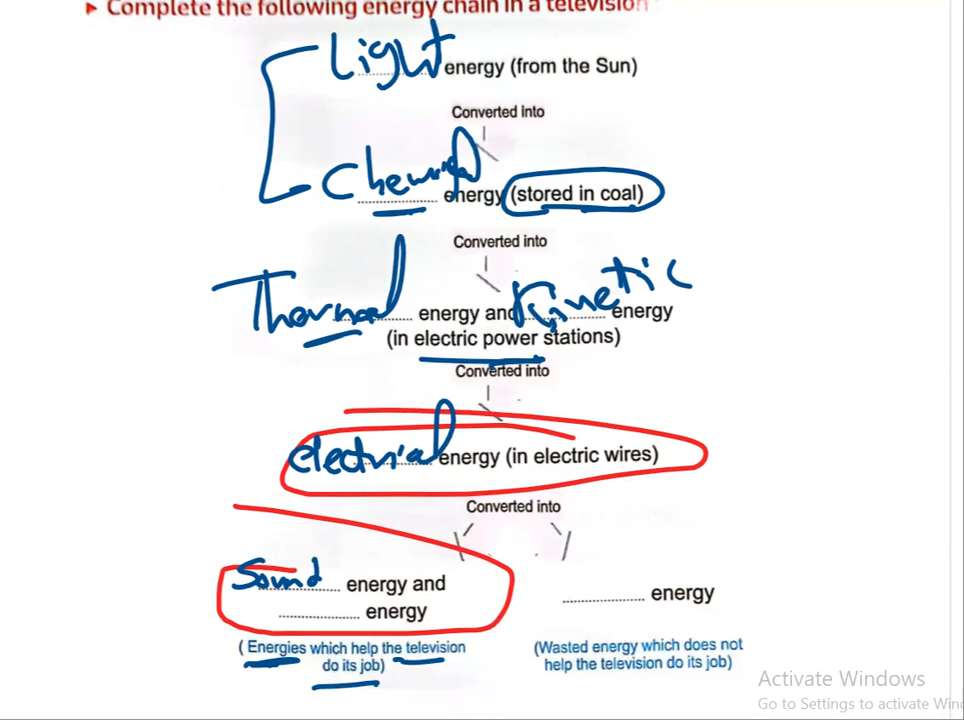 ▶ Complete the following energy chain in a television
Light energy (from the Sun)
Converted into
Chemical energy (stored in coal)
Converted into
Thermal energy and Kinetic energy
(in electric power stations)
Converted into
electrical energy (in electric wires)
Converted into
Sound energy and
.................... energy
.................... energy
(Energies which help the television
do its job)
(Wasted energy which does not
help the television do its job)
Activate Windows
Go to Settings to activate Win